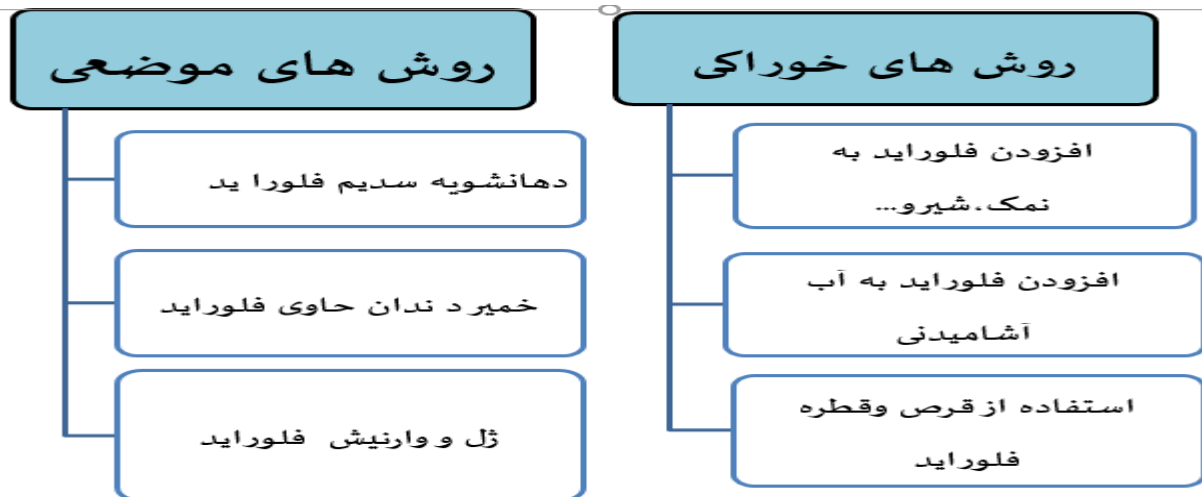 روش های خوراکی
افزودن فلوراید به
نمک،شیرو...
افزودن فلوراید به آب
آشامیدنی
استفاده از قرص وقطره
فلوراید
روش های موضعی
دهانشویه سدیم فلورا ید
خمیر د ندان حاوی فلوراید
ژل و وارنیش فلوراید